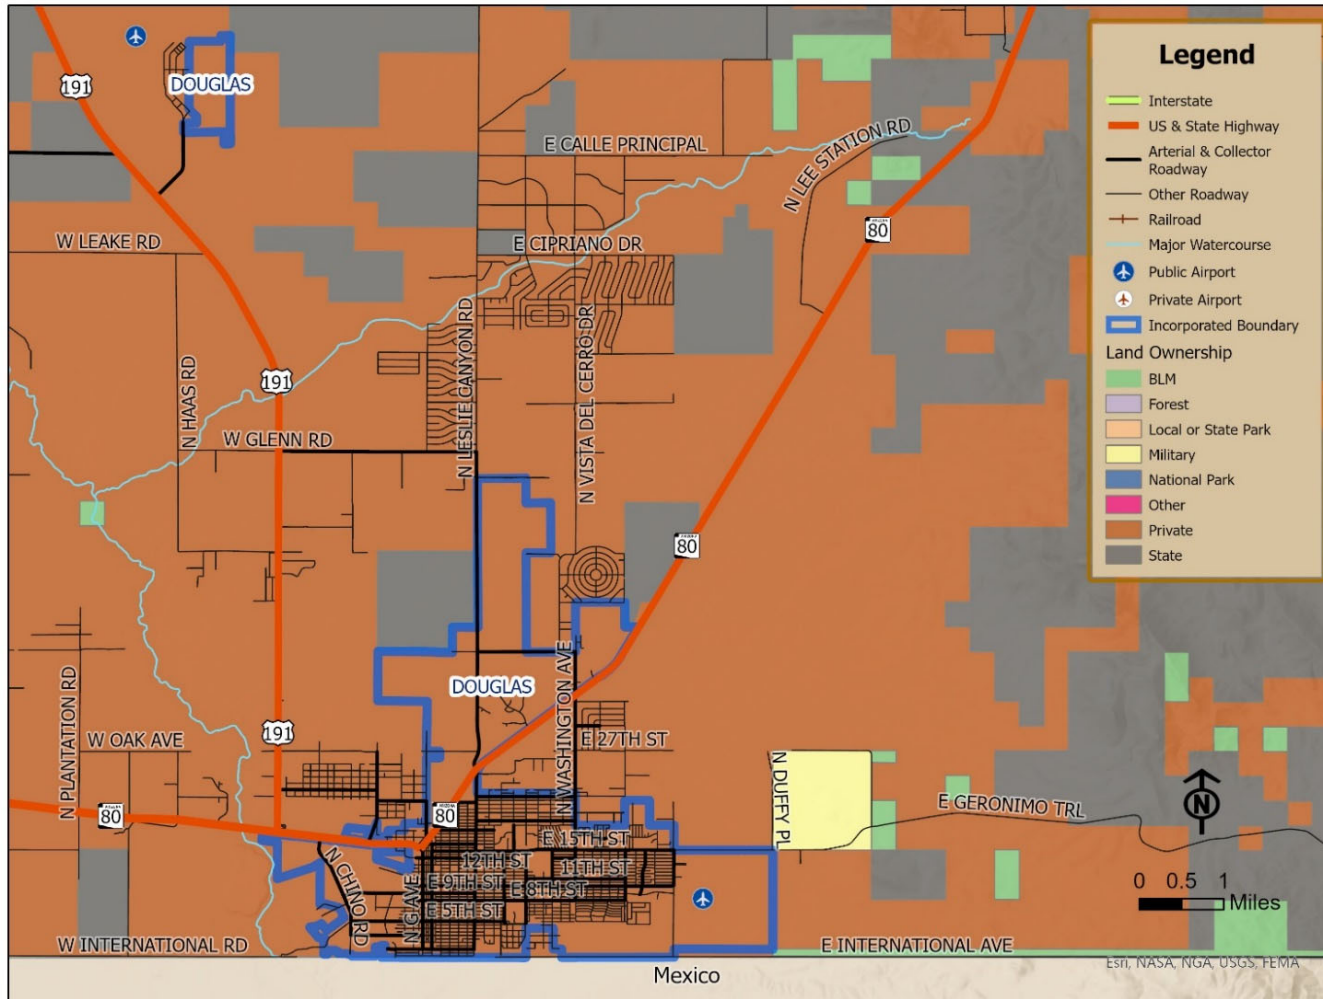 Legend
Interstate
US & State Highway
Arterial & Collector
Roadway
Other Roadway
Railroad
Major Watercourse
Public Airport
Private Airport
Incorporated Boundary
Land Ownership
BLM
Forest
Local or State Park
Military
National Park
Other
Private
State
191
DOUGLAS
E CALLE PRINCIPAL
N LEE STATION RD
80
W LEAKE RD
E CIPRIANO DR
N HAAS RD
191
N LESLIE CANYON RD
N VISTA DEL CERRO DR
W GLENN RD
80
N PLANTATION RD
DOUGLAS
N WASHINGTON AVE
191
W OAK AVE
E 27TH ST
N DUFFY PL
80
80
E GERONIMO TRL
N
N CHINO RD
N G AVE
E 15TH ST
12TH ST
11TH ST
E 9TH ST
E 8TH ST
E 5TH ST
0 0.5 1
Miles
W INTERNATIONAL RD
E INTERNATIONAL AVE
Esri, NASA, NGA, USGS, FEMA
Mexico